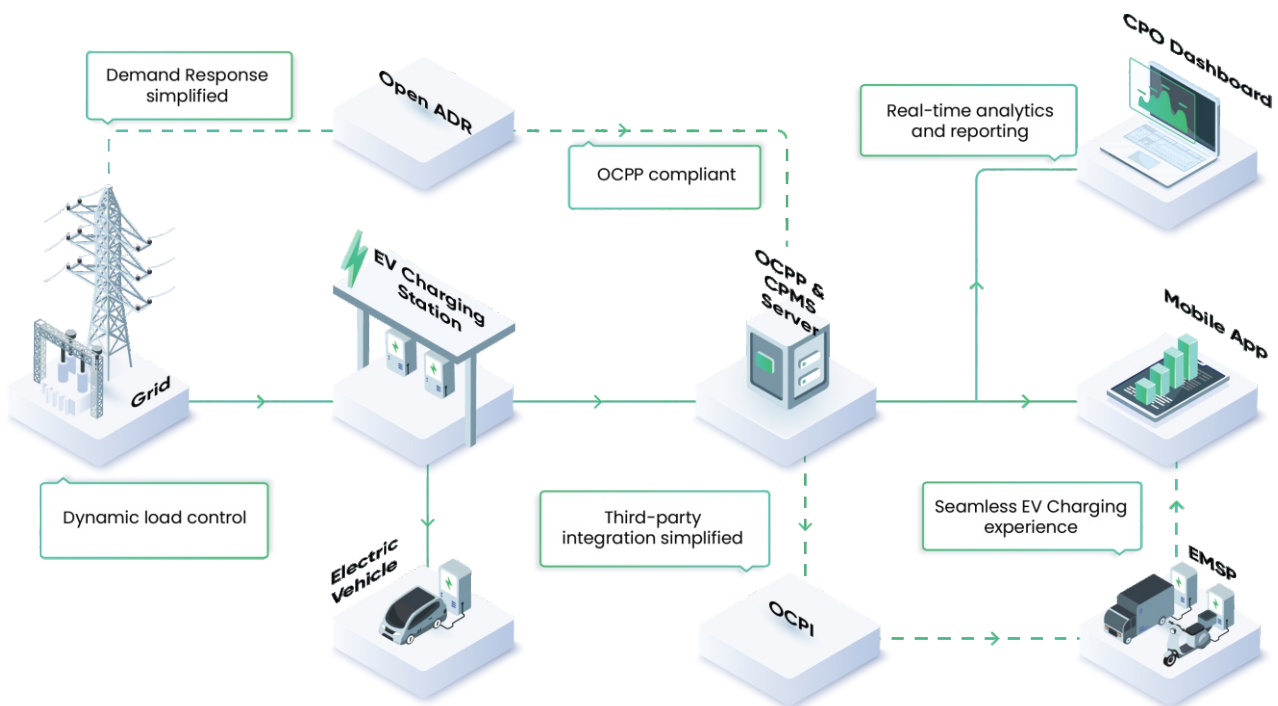 Demand Response
simplified
Open ADR
OCPP compliant
Real-time analytics
and reporting
CPO Dashboard
Grid
EV Charging
Station
OCPP &
CPMS
Server
Mobile App
Dynamic load control
Electric
Vehicle
Third-party
integration simplified
OCPI
Seamless EV Charging
experience
EMSP